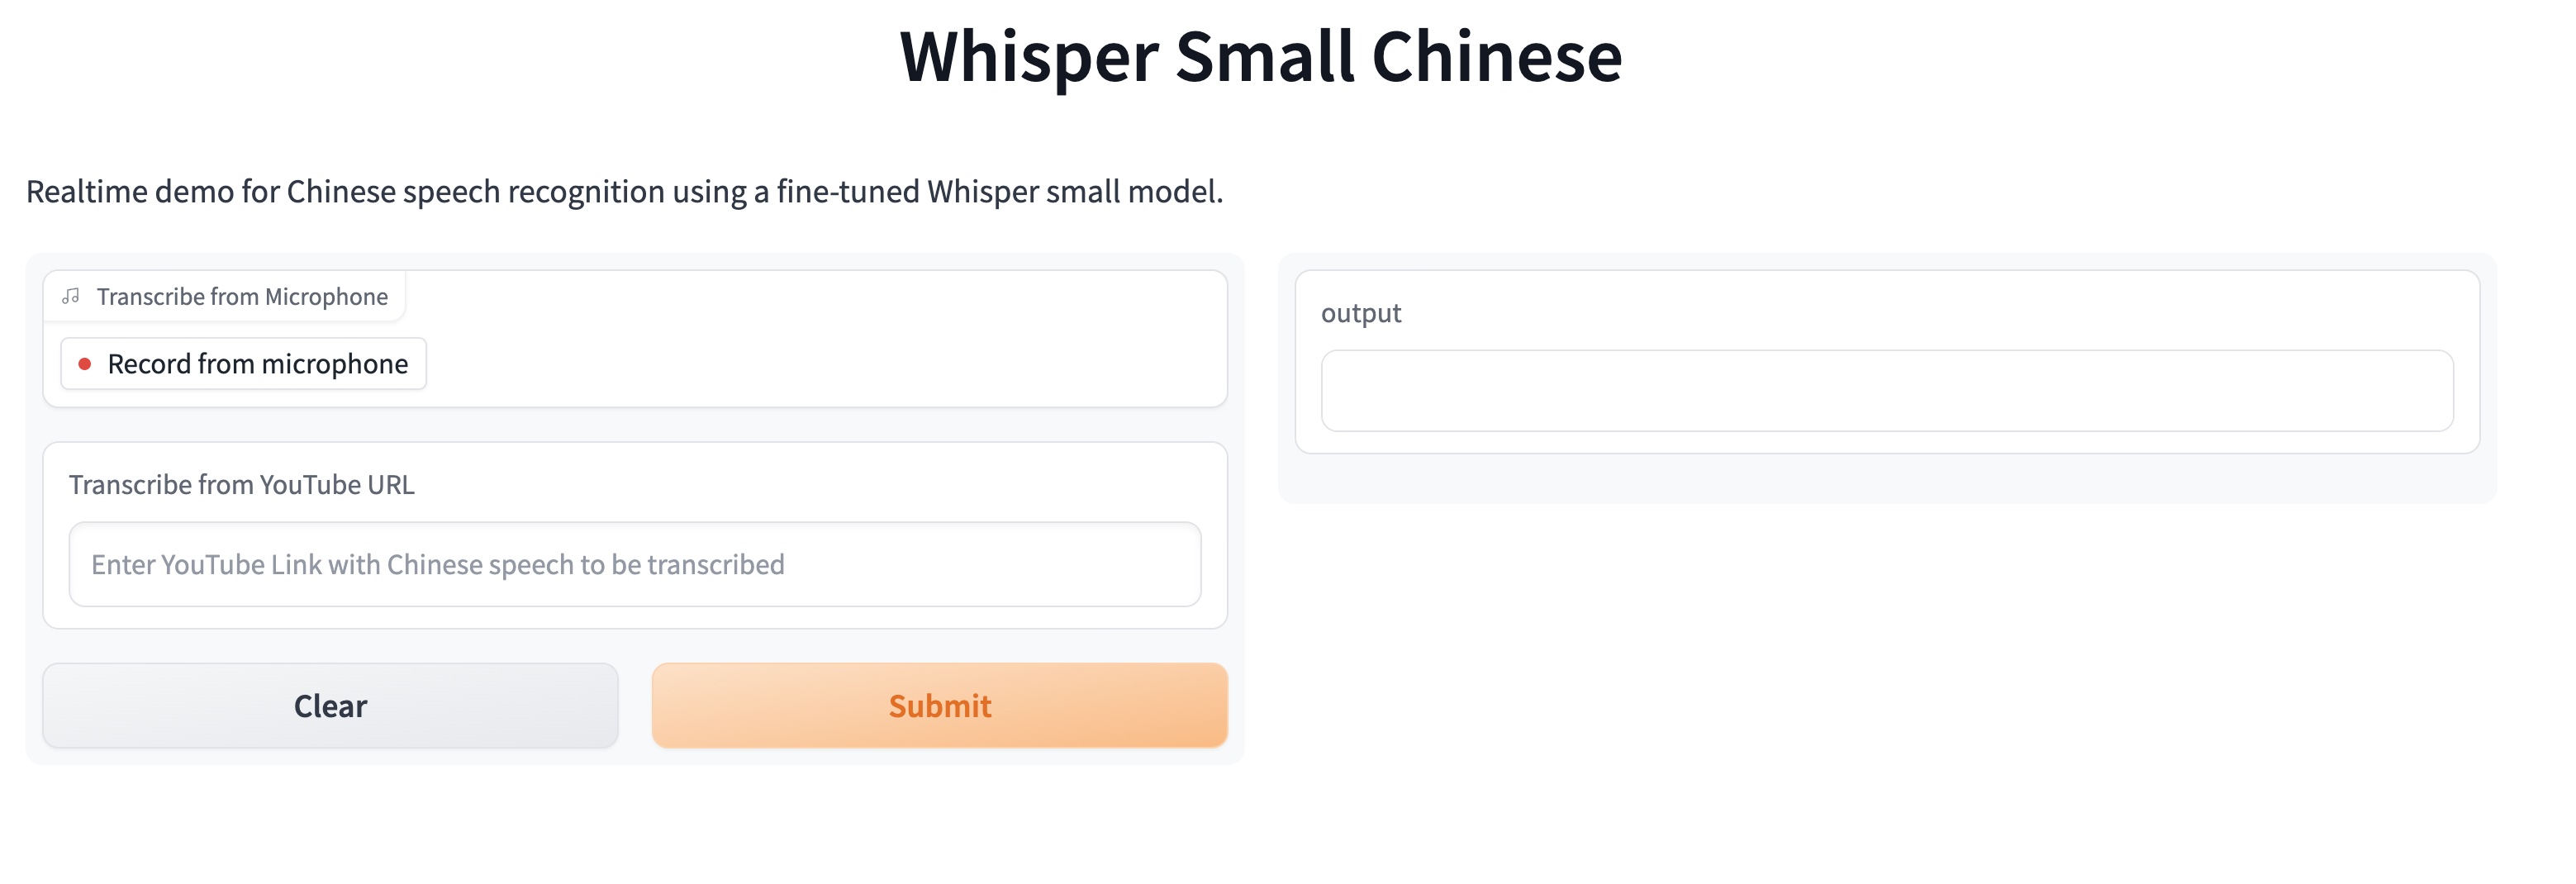 Whisper Small Chinese
Realtime demo for Chinese speech recognition using a fine-tuned Whisper small model.
Transcribe from Microphone
Record from microphone
Transcribe from YouTube URL
Enter YouTube Link with Chinese speech to be transcribed
Clear
Submit
output